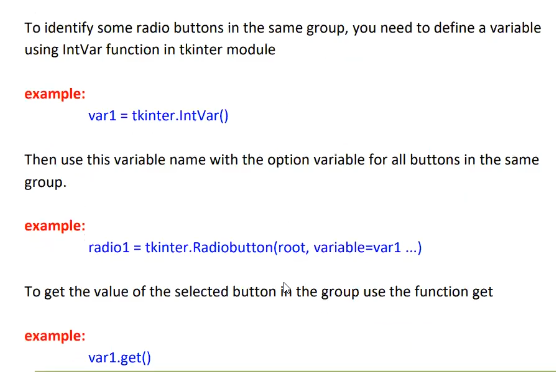 To identify some radio buttons in the same group, you need to define a variable
using IntVar function in tkinter module
example:
var1 = tkinter.IntVar()
Then use this variable name with the option variable for all buttons in the same
group.
example:
radio1 = tkinter.Radiobutton(root, variable=var1 ...)
To get the value of the selected button in the group use the function get
example:
var1.get()